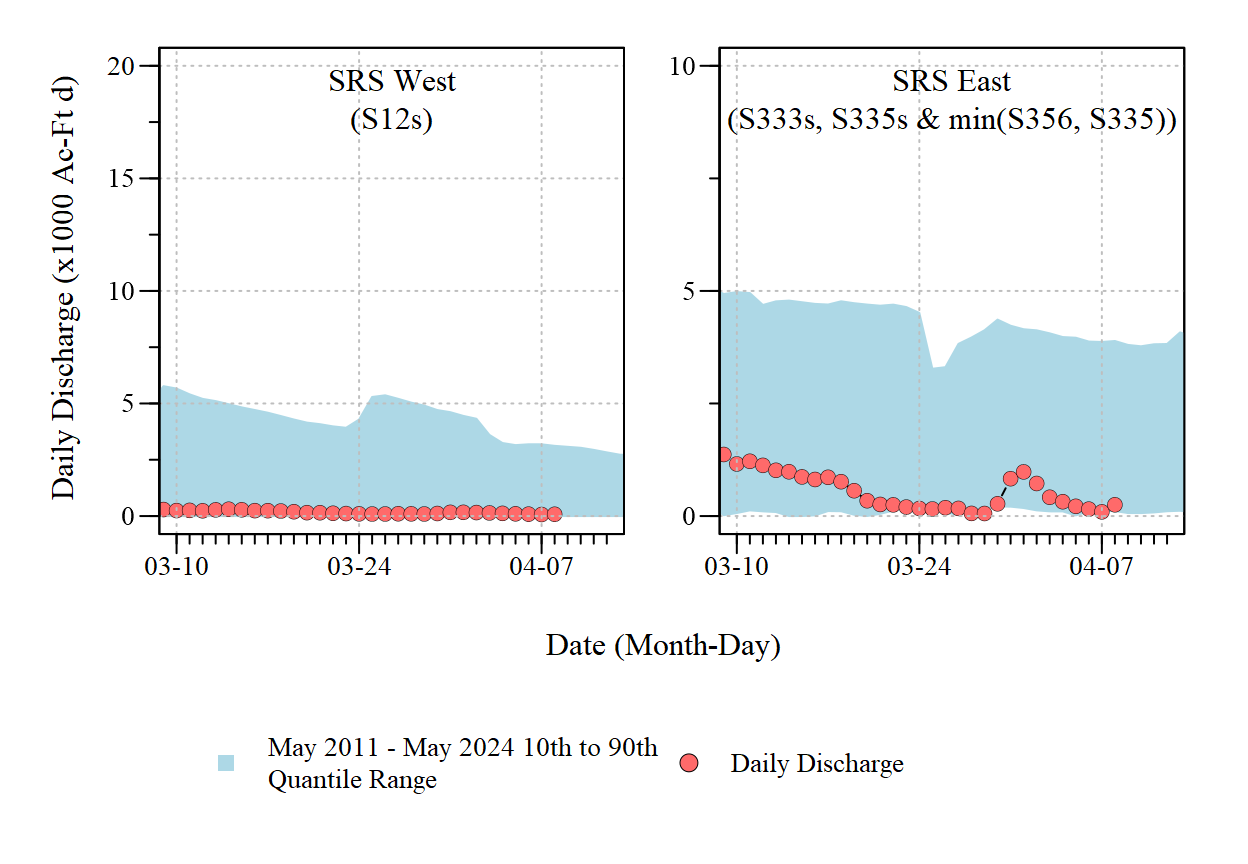 SRS West
(S12s)
SRS East
(S333s, S335s & min(S356, S335))
Daily Discharge (x1000 Ac-Ft d)
20
15
10
5
0
10
5
0
03-10
03-24
04-07
03-10
03-24
04-07
Date (Month-Day)
May 2011 - May 2024 10th to 90th
Quantile Range
Daily Discharge